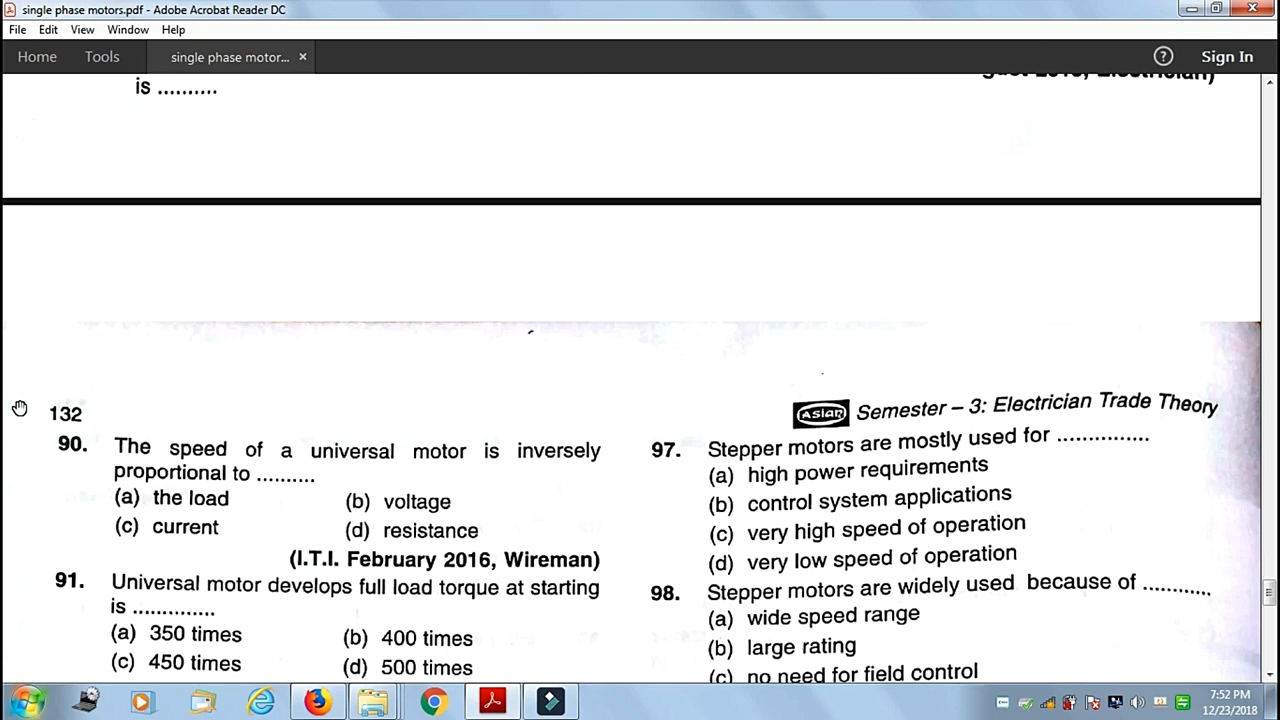 single phase motors.pdf - Adobe Acrobat Reader DC
File Edit View Window Help
Home Tools single phase motor... ×
? Sign In
is ..........
132
90. The speed of a universal motor is inversely
proportional to ..........
(a) the load (b) voltage
(c) current (d) resistance
(I.T.I. February 2016, Wireman)
91. Universal motor develops full load torque at starting
is ..............
(a) 350 times (b) 400 times
(c) 450 times (d) 500 times
Asian Semester – 3: Electrician Trade Theory
97. Stepper motors are mostly used for ...............
(a) high power requirements
(b) control system applications
(c) very high speed of operation
(d) very low speed of operation
98. Stepper motors are widely used because of ...........
(a) wide speed range
(b) large rating
(c) no need for field control
7:52 PM
12/23/2018